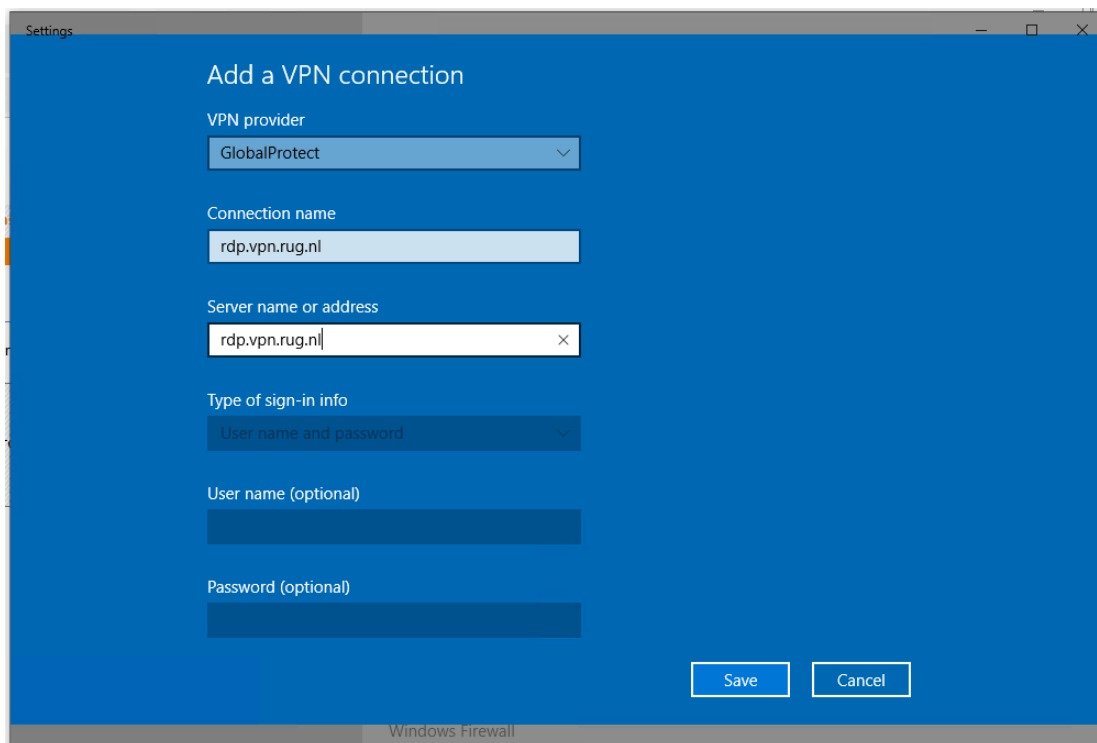 Settings
Add a VPN connection
VPN provider
GlobalProtect
Connection name
rdp.vpn.rug.nl
Server name or address
rdp.vpn.rug.nl
Type of sign-in info
User name and password
User name (optional)
Password (optional)
Save
Cancel
Windows Firewall